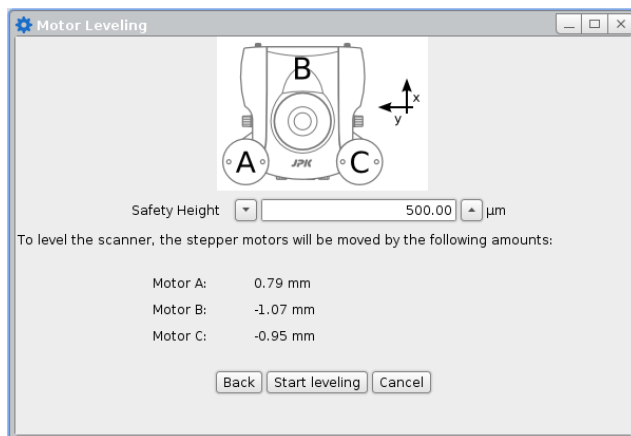 Motor Leveling
B
x
y
A
JPK
C
Safety Height 500.00 µm
To level the scanner, the stepper motors will be moved by the following amounts:
Motor A: 0.79 mm
Motor B: -1.07 mm
Motor C: -0.95 mm
Back Start leveling Cancel